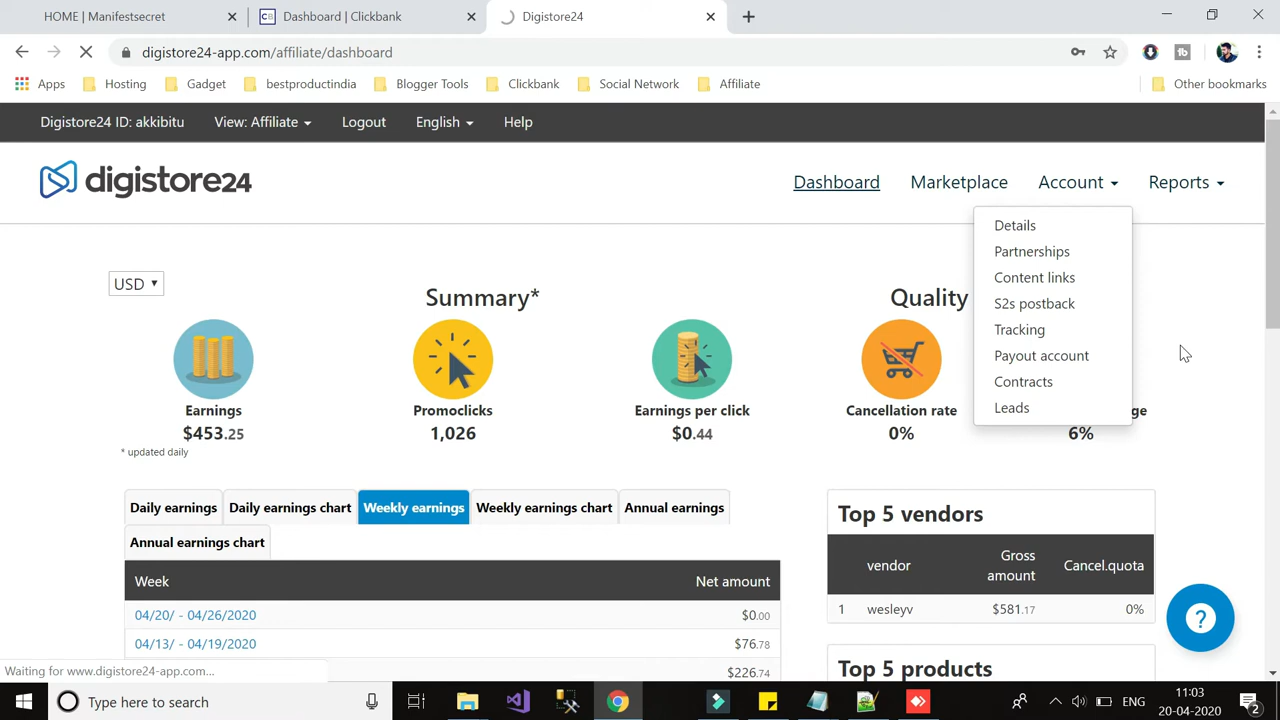 HOME | Manifestsecret
Dashboard | Clickbank
Digistore24
digistore24-app.com/affiliate/dashboard
Apps Hosting Gadget bestproductindia Blogger Tools Clickbank Social Network Affiliate Other bookmarks
Digistore24 ID: akkibitu View: Affiliate Logout English Help
digistore24
Dashboard Marketplace Account Reports
Details
Partnerships
Content links
S2s postback
Tracking
Payout account
Contracts
Leads
USD
Summary*
Quality
Earnings
$453.25
* updated daily
Promoclicks
1,026
Earnings per click
$0.44
Cancellation rate
0%
ge
6%
Daily earnings Daily earnings chart Weekly earnings Weekly earnings chart Annual earnings
Annual earnings chart
Week Net amount
04/20/ - 04/26/2020 $0.00
04/13/ - 04/19/2020 $76.78
$226.74
Top 5 vendors
vendor Gross amount Cancel.quota
1 wesleyv $581.17 0%
Top 5 products
?
Waiting for www.digistore24-app.com...
Type here to search
ENG
11:03
20-04-2020
2